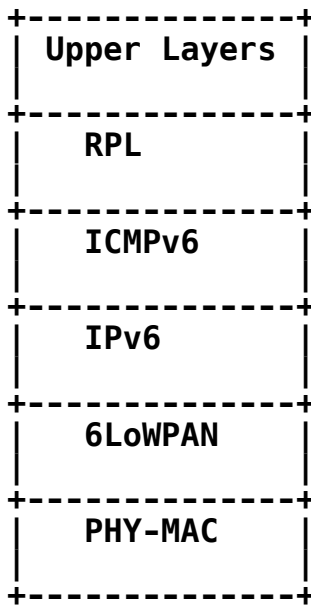 Upper Layers
RPL
ICMPv6
IPv6
6LoWPAN
PHY-MAC